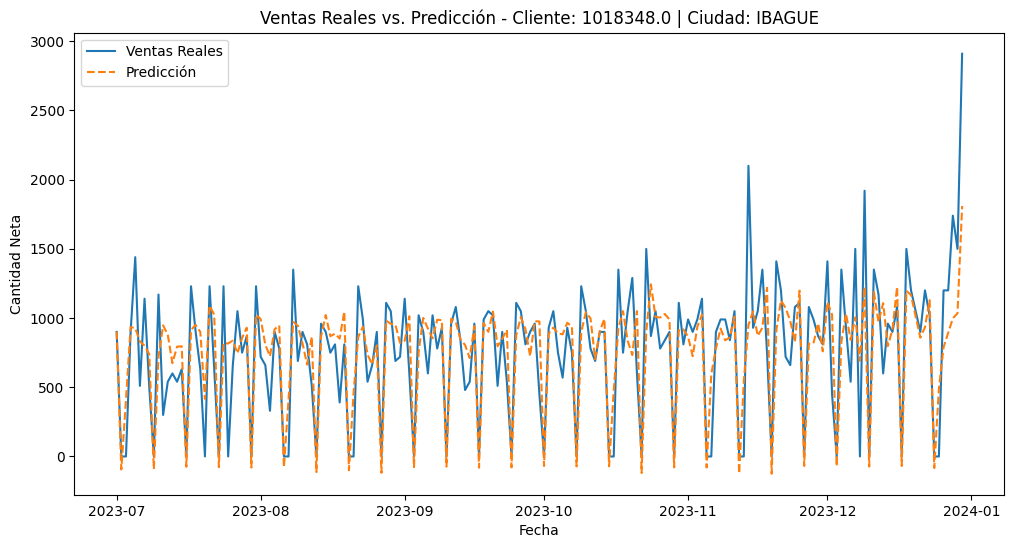 Ventas Reales vs. Predicción - Cliente: 1018348.0 | Ciudad: IBAGUE
Ventas Reales
Predicción
Cantidad Neta
3000
2500
2000
1500
1000
500
0
2023-07
2023-08
2023-09
2023-10
2023-11
2023-12
2024-01
Fecha